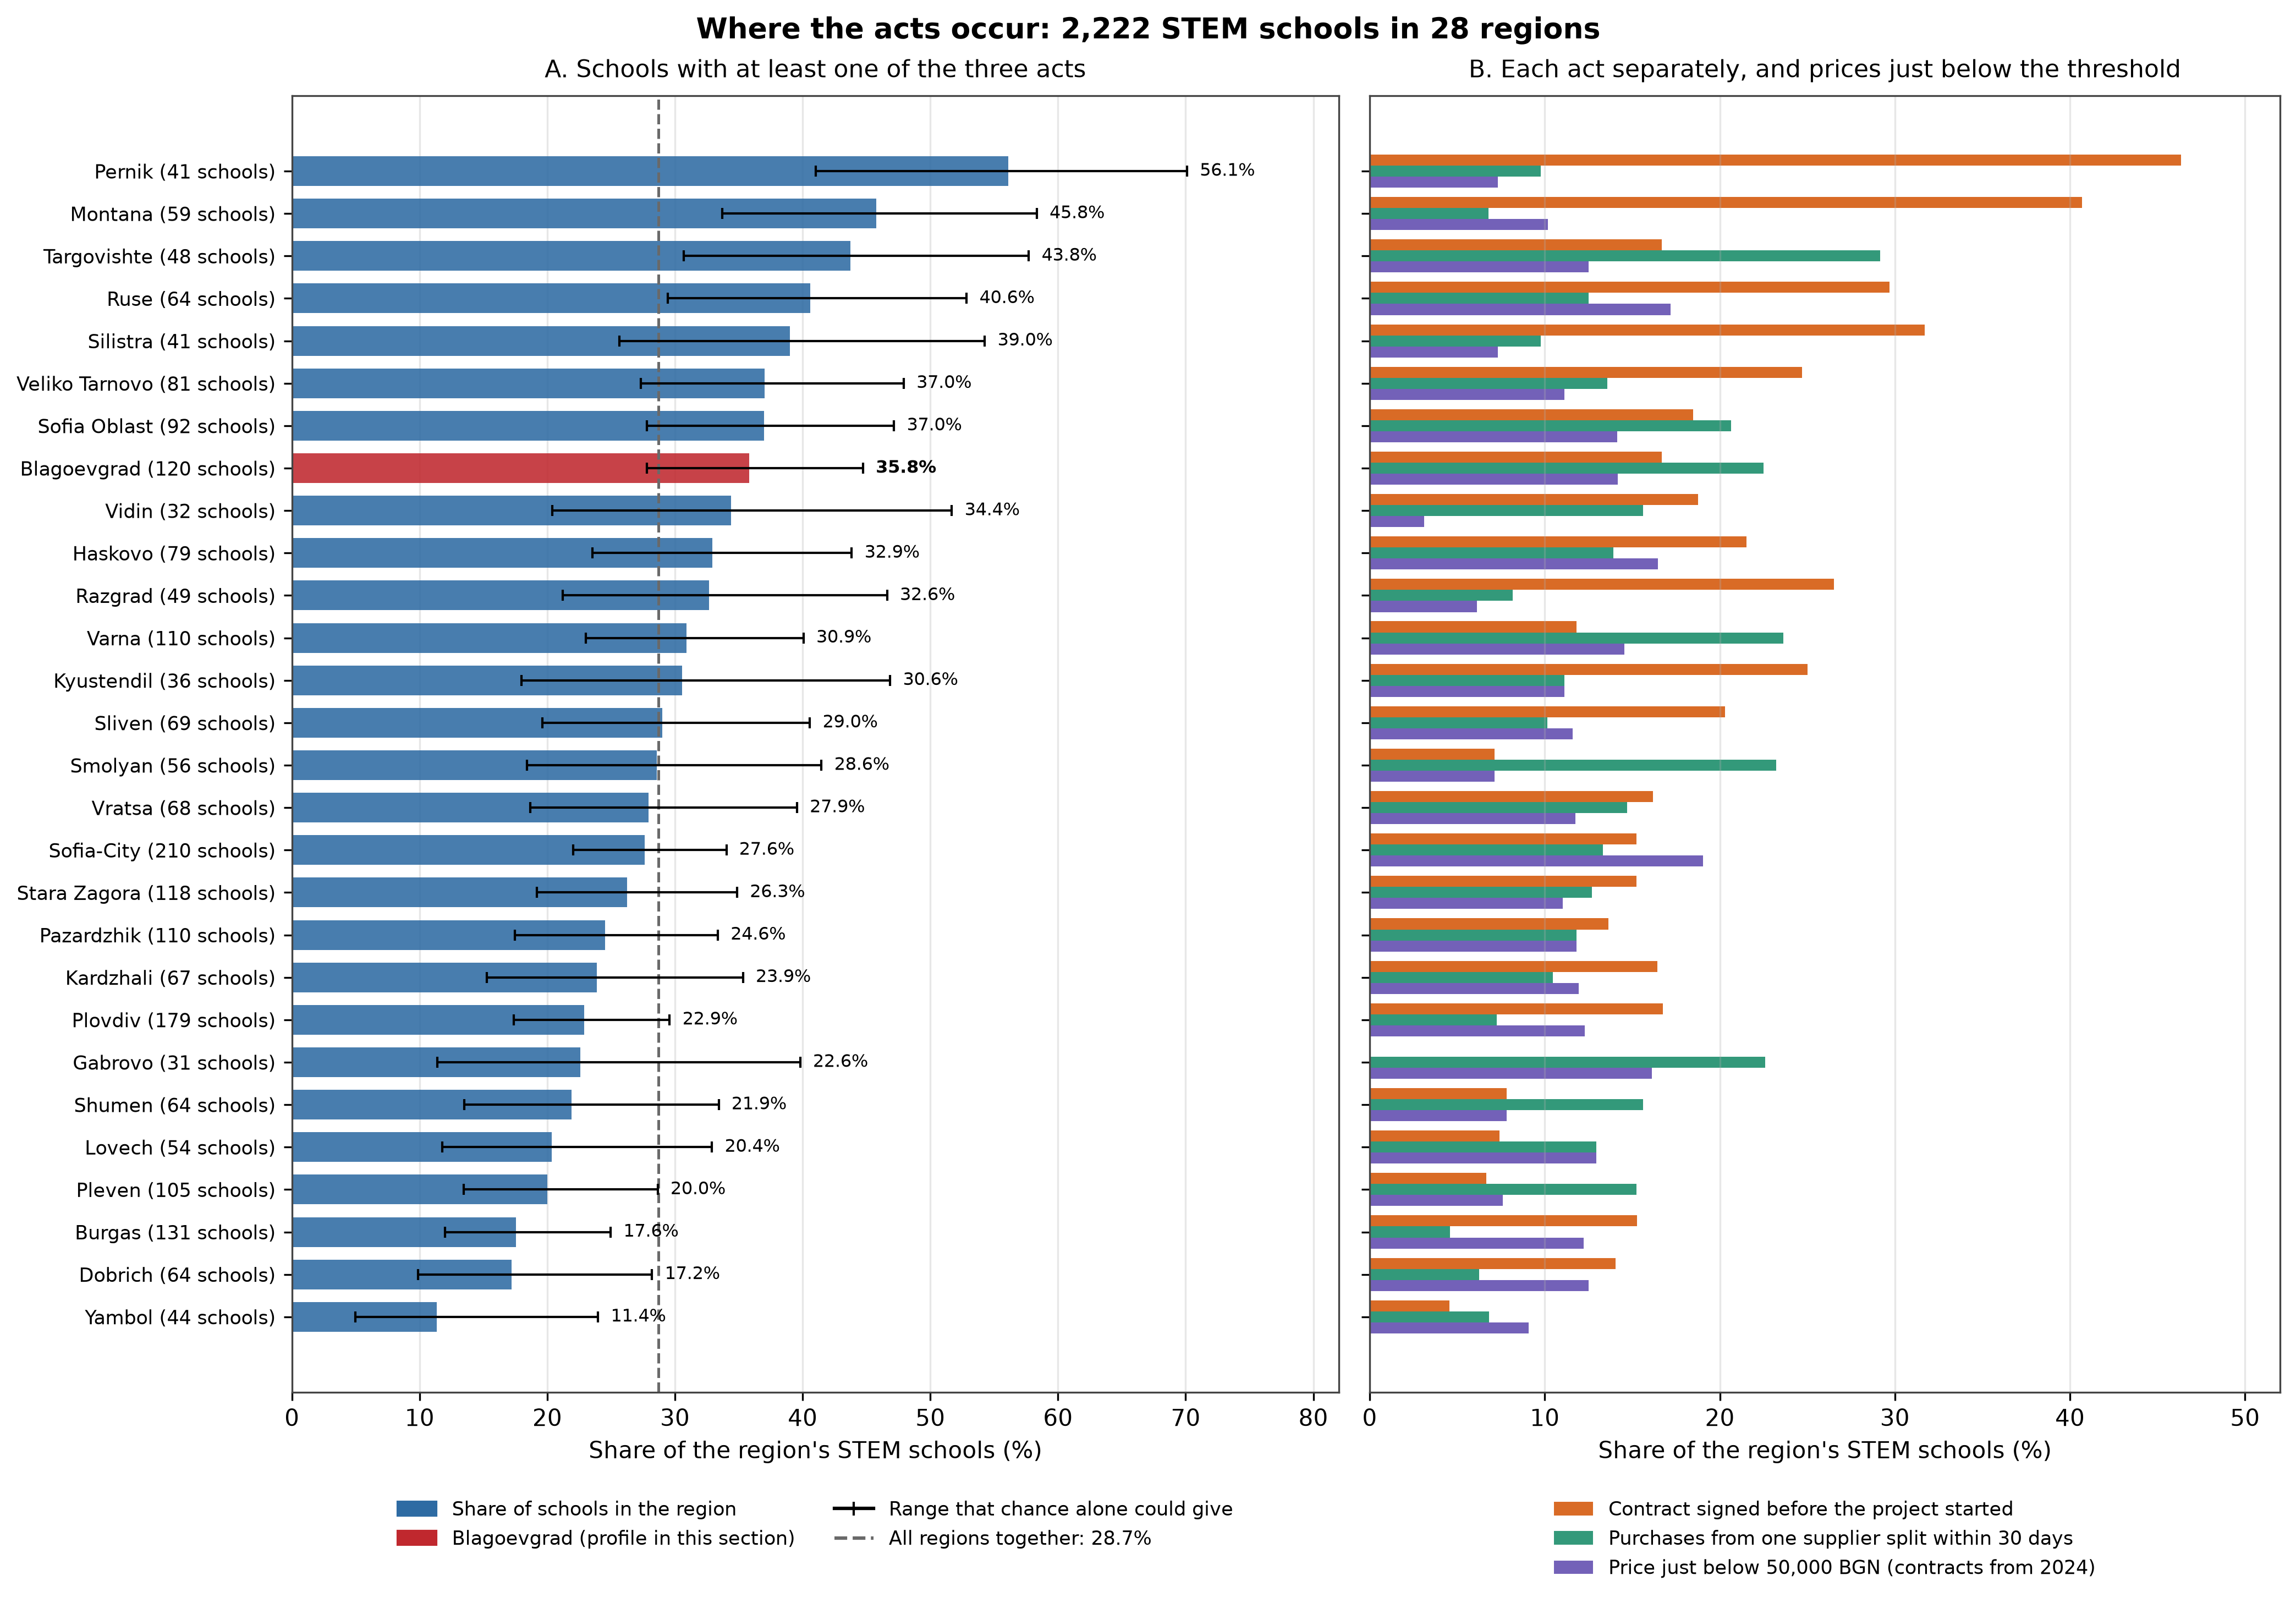 Where the acts occur: 2,222 STEM schools in 28 regions
A. Schools with at least one of the three acts
B. Each act separately, and prices just below the threshold
Pernik (41 schools) 56.1%
Montana (59 schools) 45.8%
Targovishte (48 schools) 43.8%
Ruse (64 schools) 40.6%
Silistra (41 schools) 39.0%
Veliko Tarnovo (81 schools) 37.0%
Sofia Oblast (92 schools) 37.0%
Blagoevgrad (120 schools) 35.8%
Vidin (32 schools) 34.4%
Haskovo (79 schools) 32.9%
Razgrad (49 schools) 32.6%
Varna (110 schools) 30.9%
Kyustendil (36 schools) 30.6%
Sliven (69 schools) 29.0%
Smolyan (56 schools) 28.6%
Vratsa (68 schools) 27.9%
Sofia-City (210 schools) 27.6%
Stara Zagora (118 schools) 26.3%
Pazardzhik (110 schools) 24.6%
Kardzhali (67 schools) 23.9%
Plovdiv (179 schools) 22.9%
Gabrovo (31 schools) 22.6%
Shumen (64 schools) 21.9%
Lovech (54 schools) 20.4%
Pleven (105 schools) 20.0%
Burgas (131 schools) 17.6%
Dobrich (64 schools) 17.2%
Yambol (44 schools) 11.4%
0 10 20 30 40 50 60 70 80
Share of the region's STEM schools (%)
0 10 20 30 40 50
Share of the region's STEM schools (%)
Share of schools in the region
Blagoevgrad (profile in this section)
Range that chance alone could give
All regions together: 28.7%
Contract signed before the project started
Purchases from one supplier split within 30 days
Price just below 50,000 BGN (contracts from 2024)